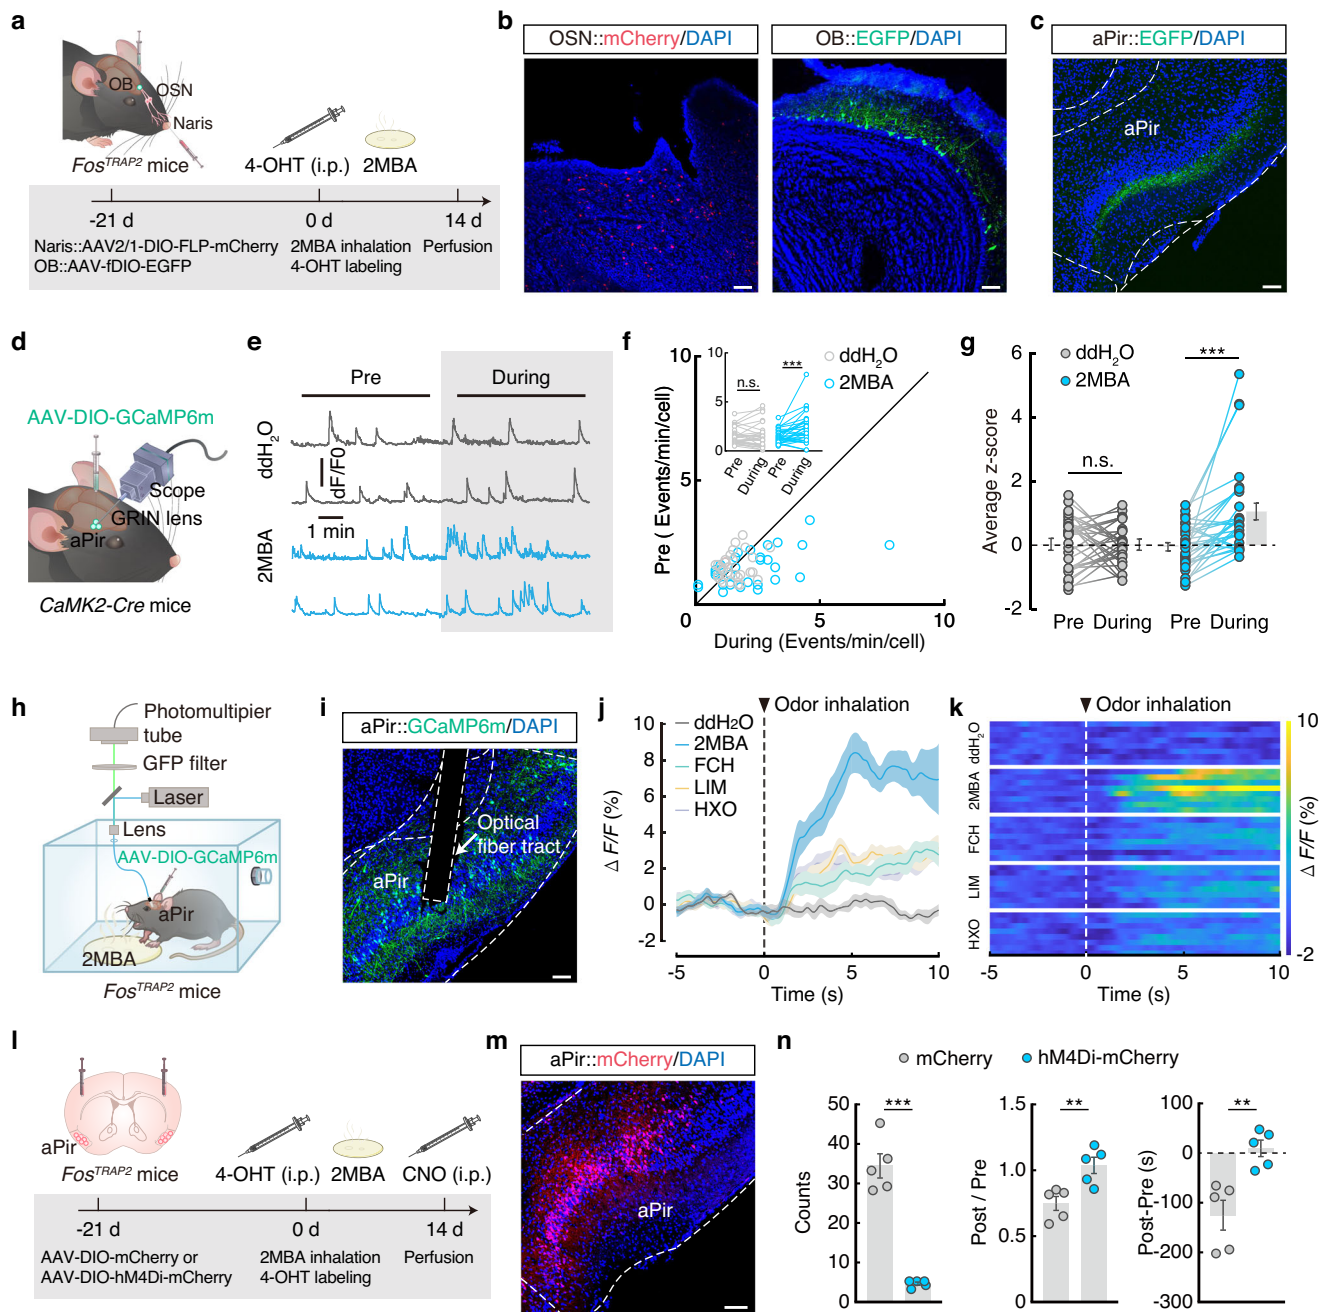 a
OB
OSN
Naris
Fos^TRAP2 mice
4-OHT (i.p.)
2MBA
-21 d
0 d
14 d
Naris::AAV2/1-DIO-FLP-mCherry
OB::AAV-fDIO-EGFP
2MBA inhalation
4-OHT labeling
Perfusion
b
OSN::mCherry/DAPI
OB::EGFP/DAPI
c
aPir::EGFP/DAPI
aPir
d
AAV-DIO-GCaMP6m
Scope
GRIN lens
aPir
CaMK2-Cre mice
e
Pre
During
ddH2O
dF/F0
1 min
2MBA
f
10
5
0
5
10
Pre ( Events/min/cell)
During (Events/min/cell)
10
5
0
n.s.
***
Pre
During
Pre
During
ddH2O
2MBA
g
6
4
2
0
-2
Average z-score
ddH2O
2MBA
n.s.
***
Pre During
Pre During
h
Photomultipier
tube
GFP filter
Laser
Lens
AAV-DIO-GCaMP6m
aPir
2MBA
Fos^TRAP2 mice
i
aPir::GCaMP6m/DAPI
Optical
fiber tract
aPir
j
Odor inhalation
ddH2O
2MBA
FCH
LIM
HXO
10
8
6
4
2
0
-2
Δ F/F (%)
-5
0
5
10
Time (s)
k
Odor inhalation
ddH2O
2MBA
FCH
LIM
HXO
-5
0
5
10
Time (s)
10
-2
Δ F/F (%)
l
aPir
Fos^TRAP2 mice
4-OHT (i.p.)
2MBA
CNO (i.p.)
-21 d
0 d
14 d
AAV-DIO-mCherry or
AAV-DIO-hM4Di-mCherry
2MBA inhalation
4-OHT labeling
Perfusion
m
aPir::mCherry/DAPI
aPir
n
mCherry
hM4Di-mCherry
50
40
30
20
10
0
Counts
***
1.5
1.0
0.5
0
Post / Pre
**
100
0
-100
-200
-300
Post-Pre (s)
**